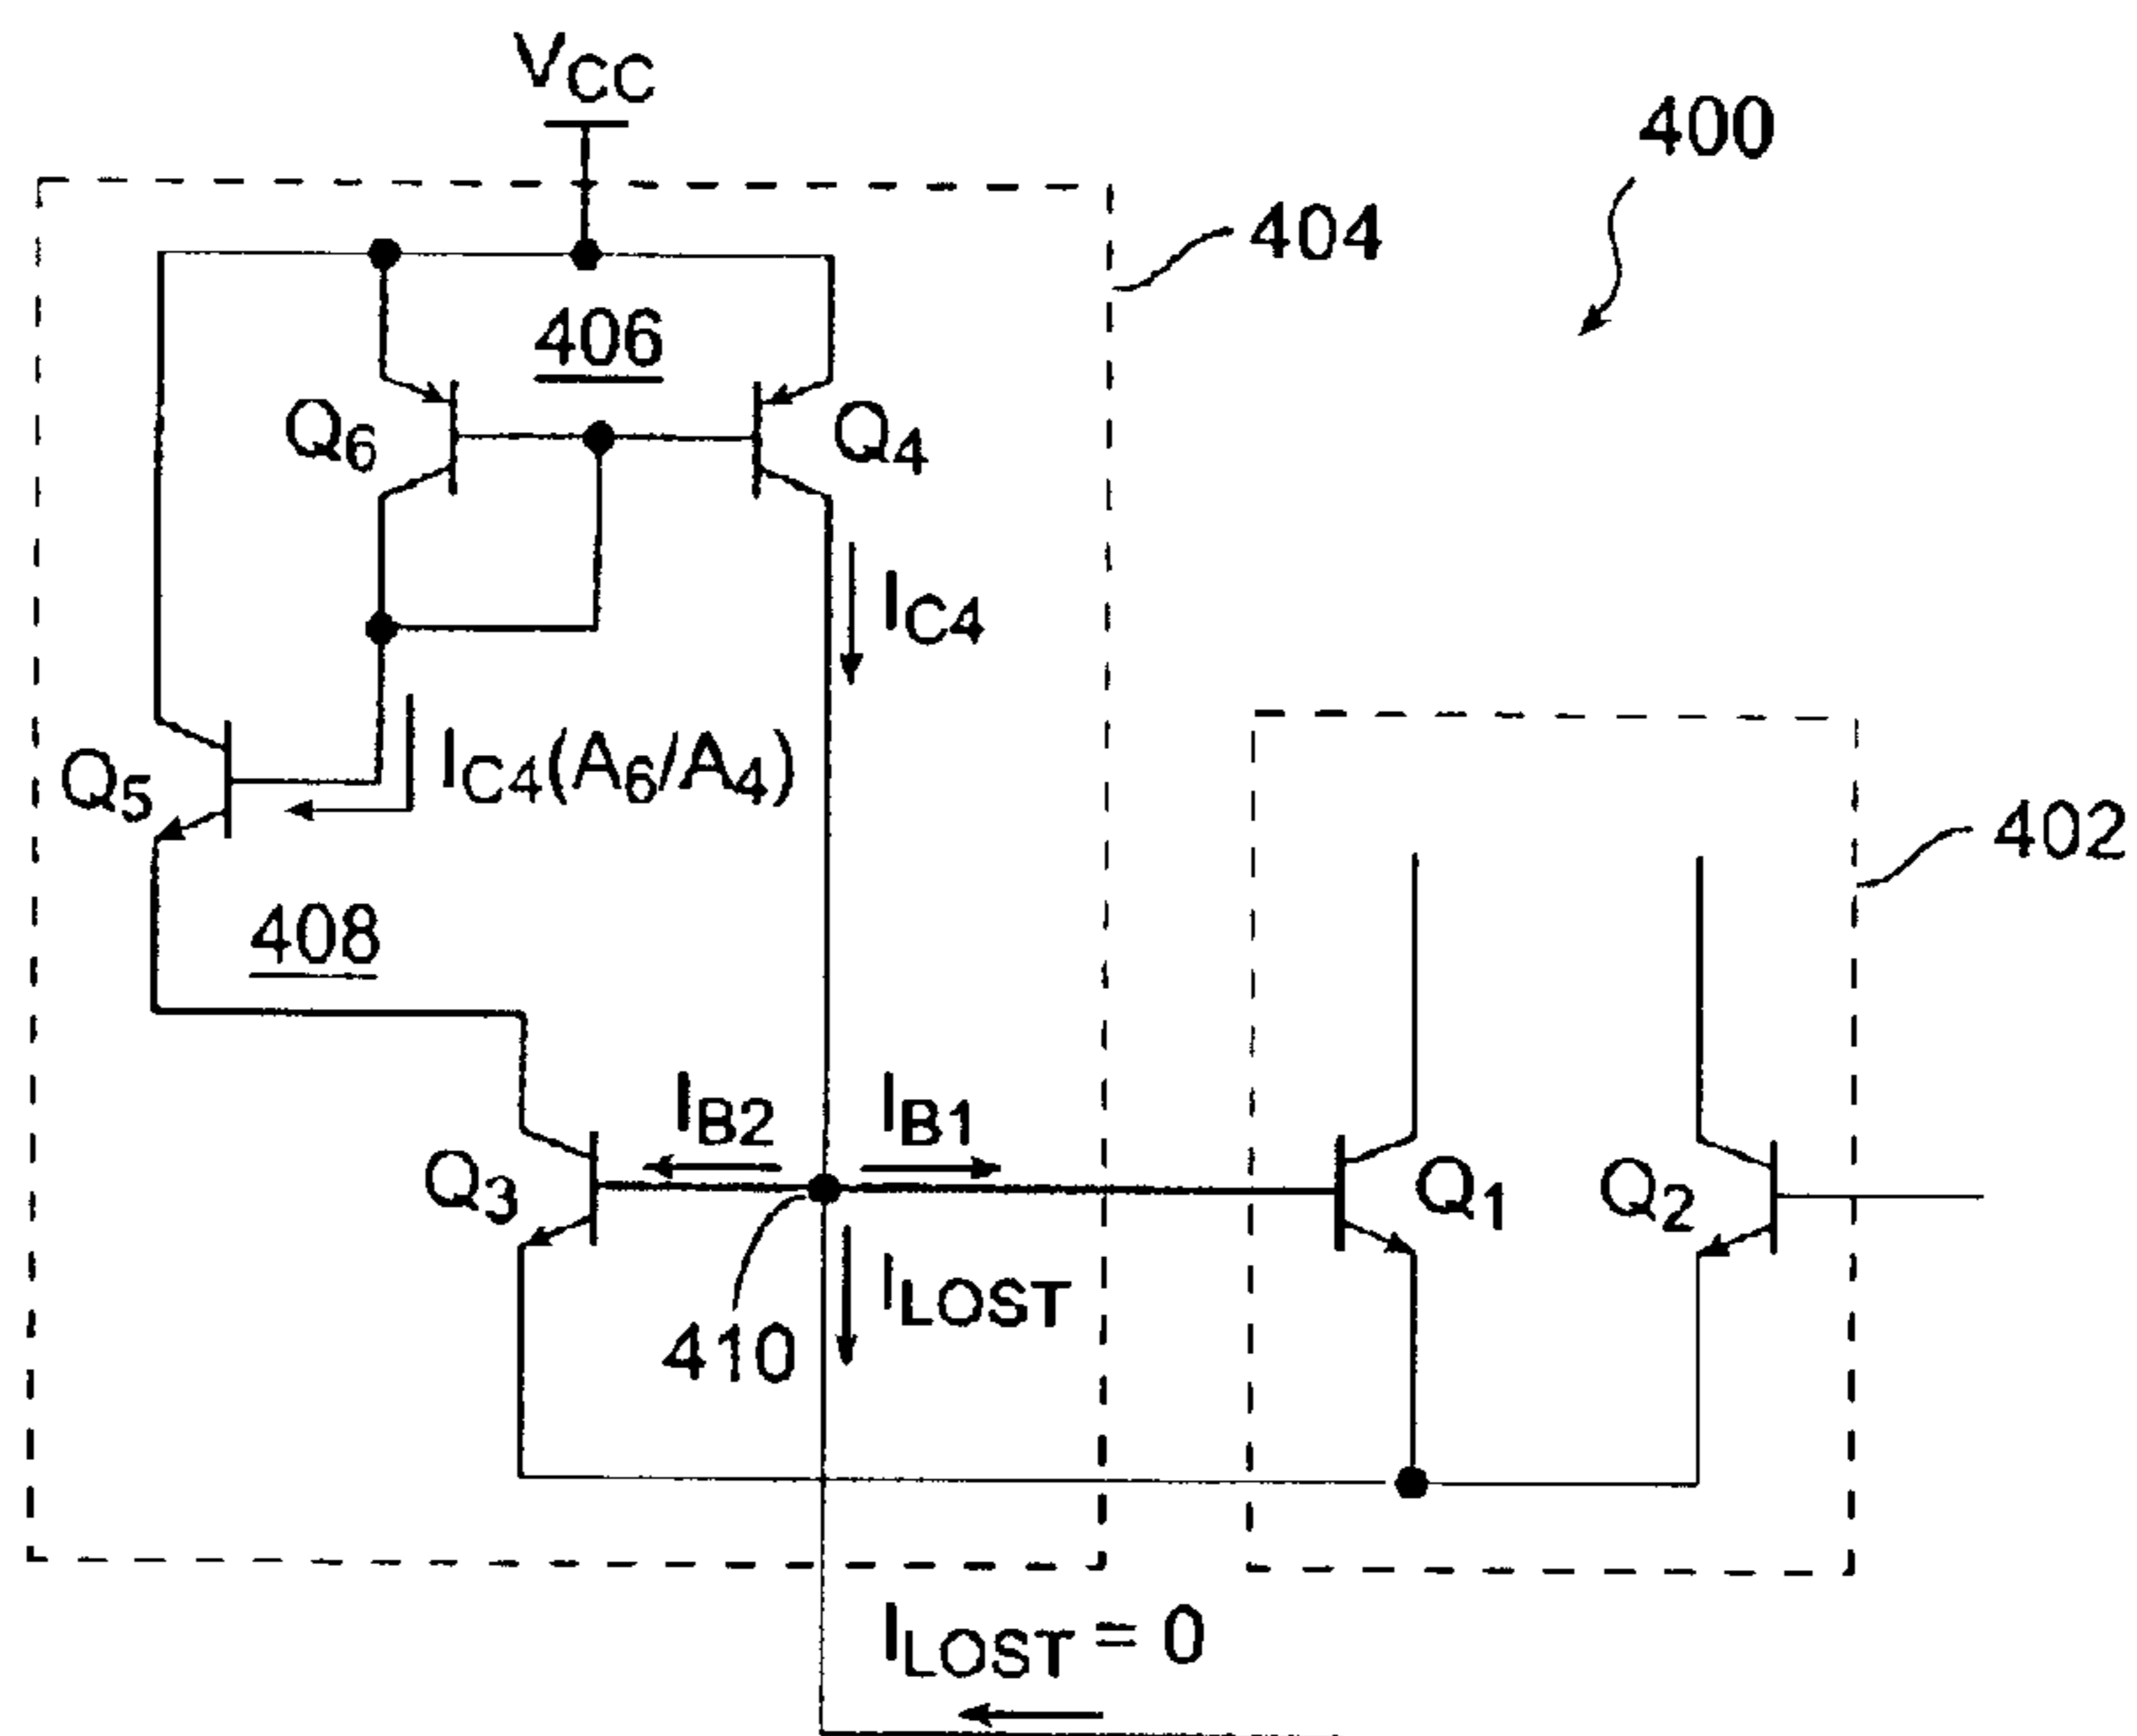 VCC
400
404
406
Q6
Q4
IC4
Q5
IC4(A6/A4)
402
408
IB2
IB1
Q3
Q1
Q2
ILOST
410
ILOST = 0